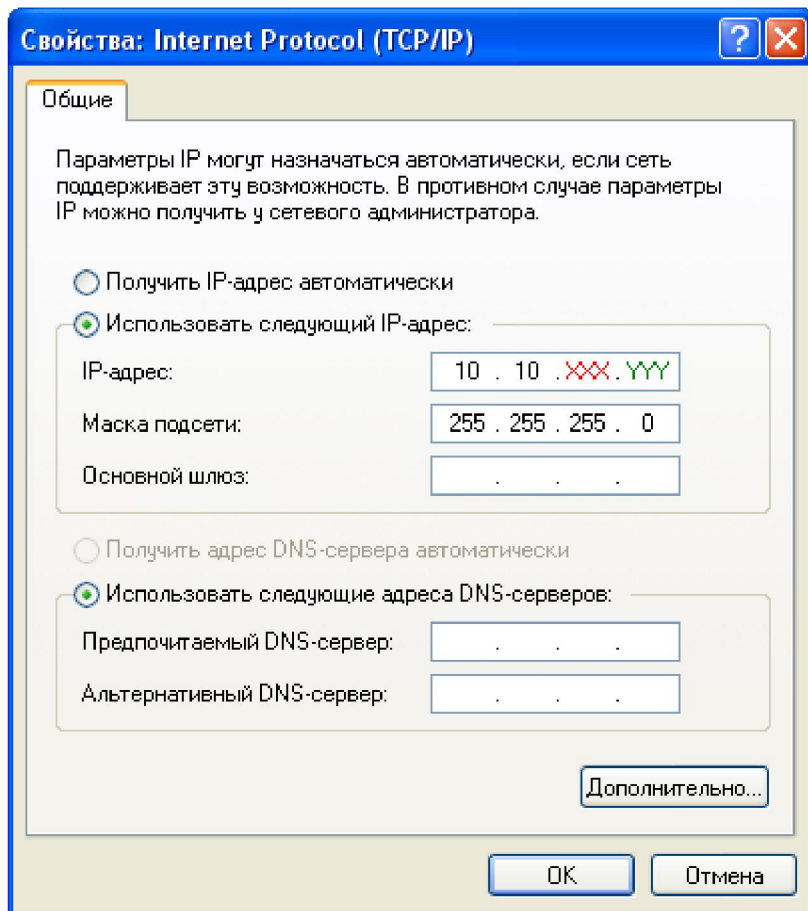 Свойства: Internet Protocol (TCP/IP)
Общие
Параметры IP могут назначаться автоматически, если сеть
поддерживает эту возможность. В противном случае параметры
IP можно получить у сетевого администратора.
Получить IP-адрес автоматически
Использовать следующий IP-адрес:
IP-адрес: 10 . 10 . XXX . YYY
Маска подсети: 255 . 255 . 255 . 0
Основной шлюз: . . .
Получить адрес DNS-сервера автоматически
Использовать следующие адреса DNS-серверов:
Предпочитаемый DNS-сервер: . . .
Альтернативный DNS-сервер: . . .
Дополнительно...
OK Отмена